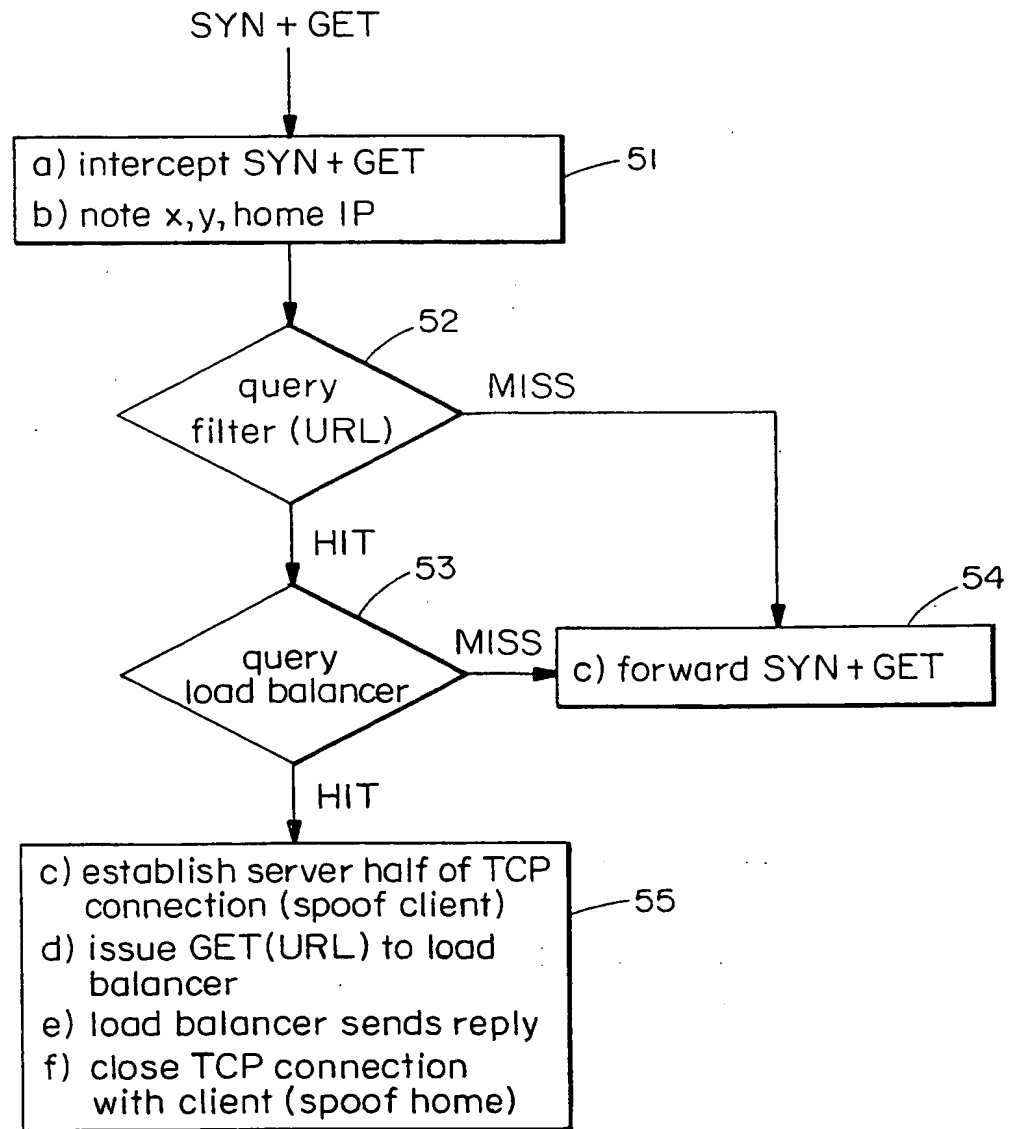 SYN + GET
a) intercept SYN + GET
b) note x, y, home IP
51
52
query
filter (URL)
MISS
HIT
53
query
load balancer
MISS
54
c) forward SYN + GET
HIT
c) establish server half of TCP
connection (spoof client)
d) issue GET(URL) to load
balancer
e) load balancer sends reply
f) close TCP connection
with client (spoof home)
55